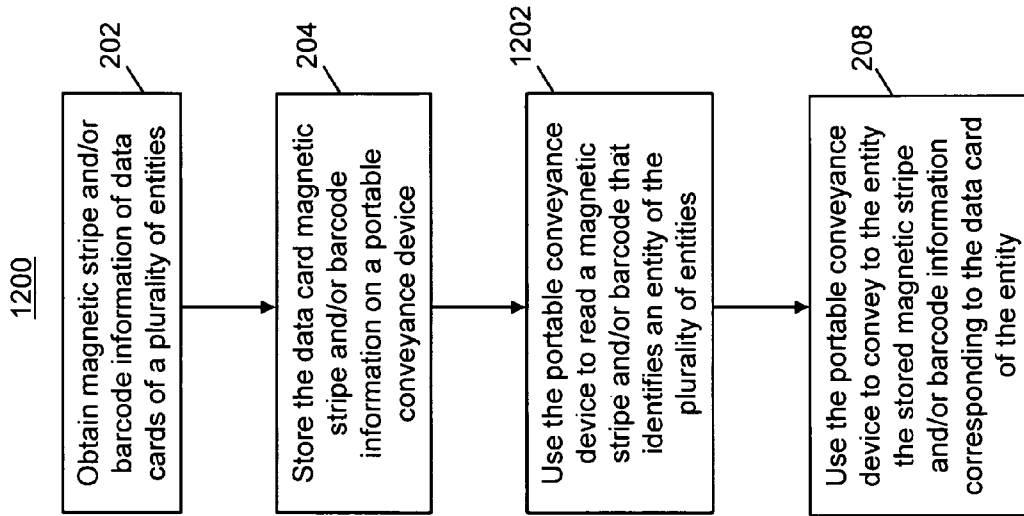 1200
202
Obtain magnetic stripe and/or
barcode information of data
cards of a plurality of entities
204
Store the data card magnetic
stripe and/or barcode
information on a portable
conveyance device
1202
Use the portable conveyance
device to read a magnetic
stripe and/or barcode that
identifies an entity of the
plurality of entities
208
Use the portable conveyance
device to convey to the entity
the stored magnetic stripe
and/or barcode information
corresponding to the data card
of the entity